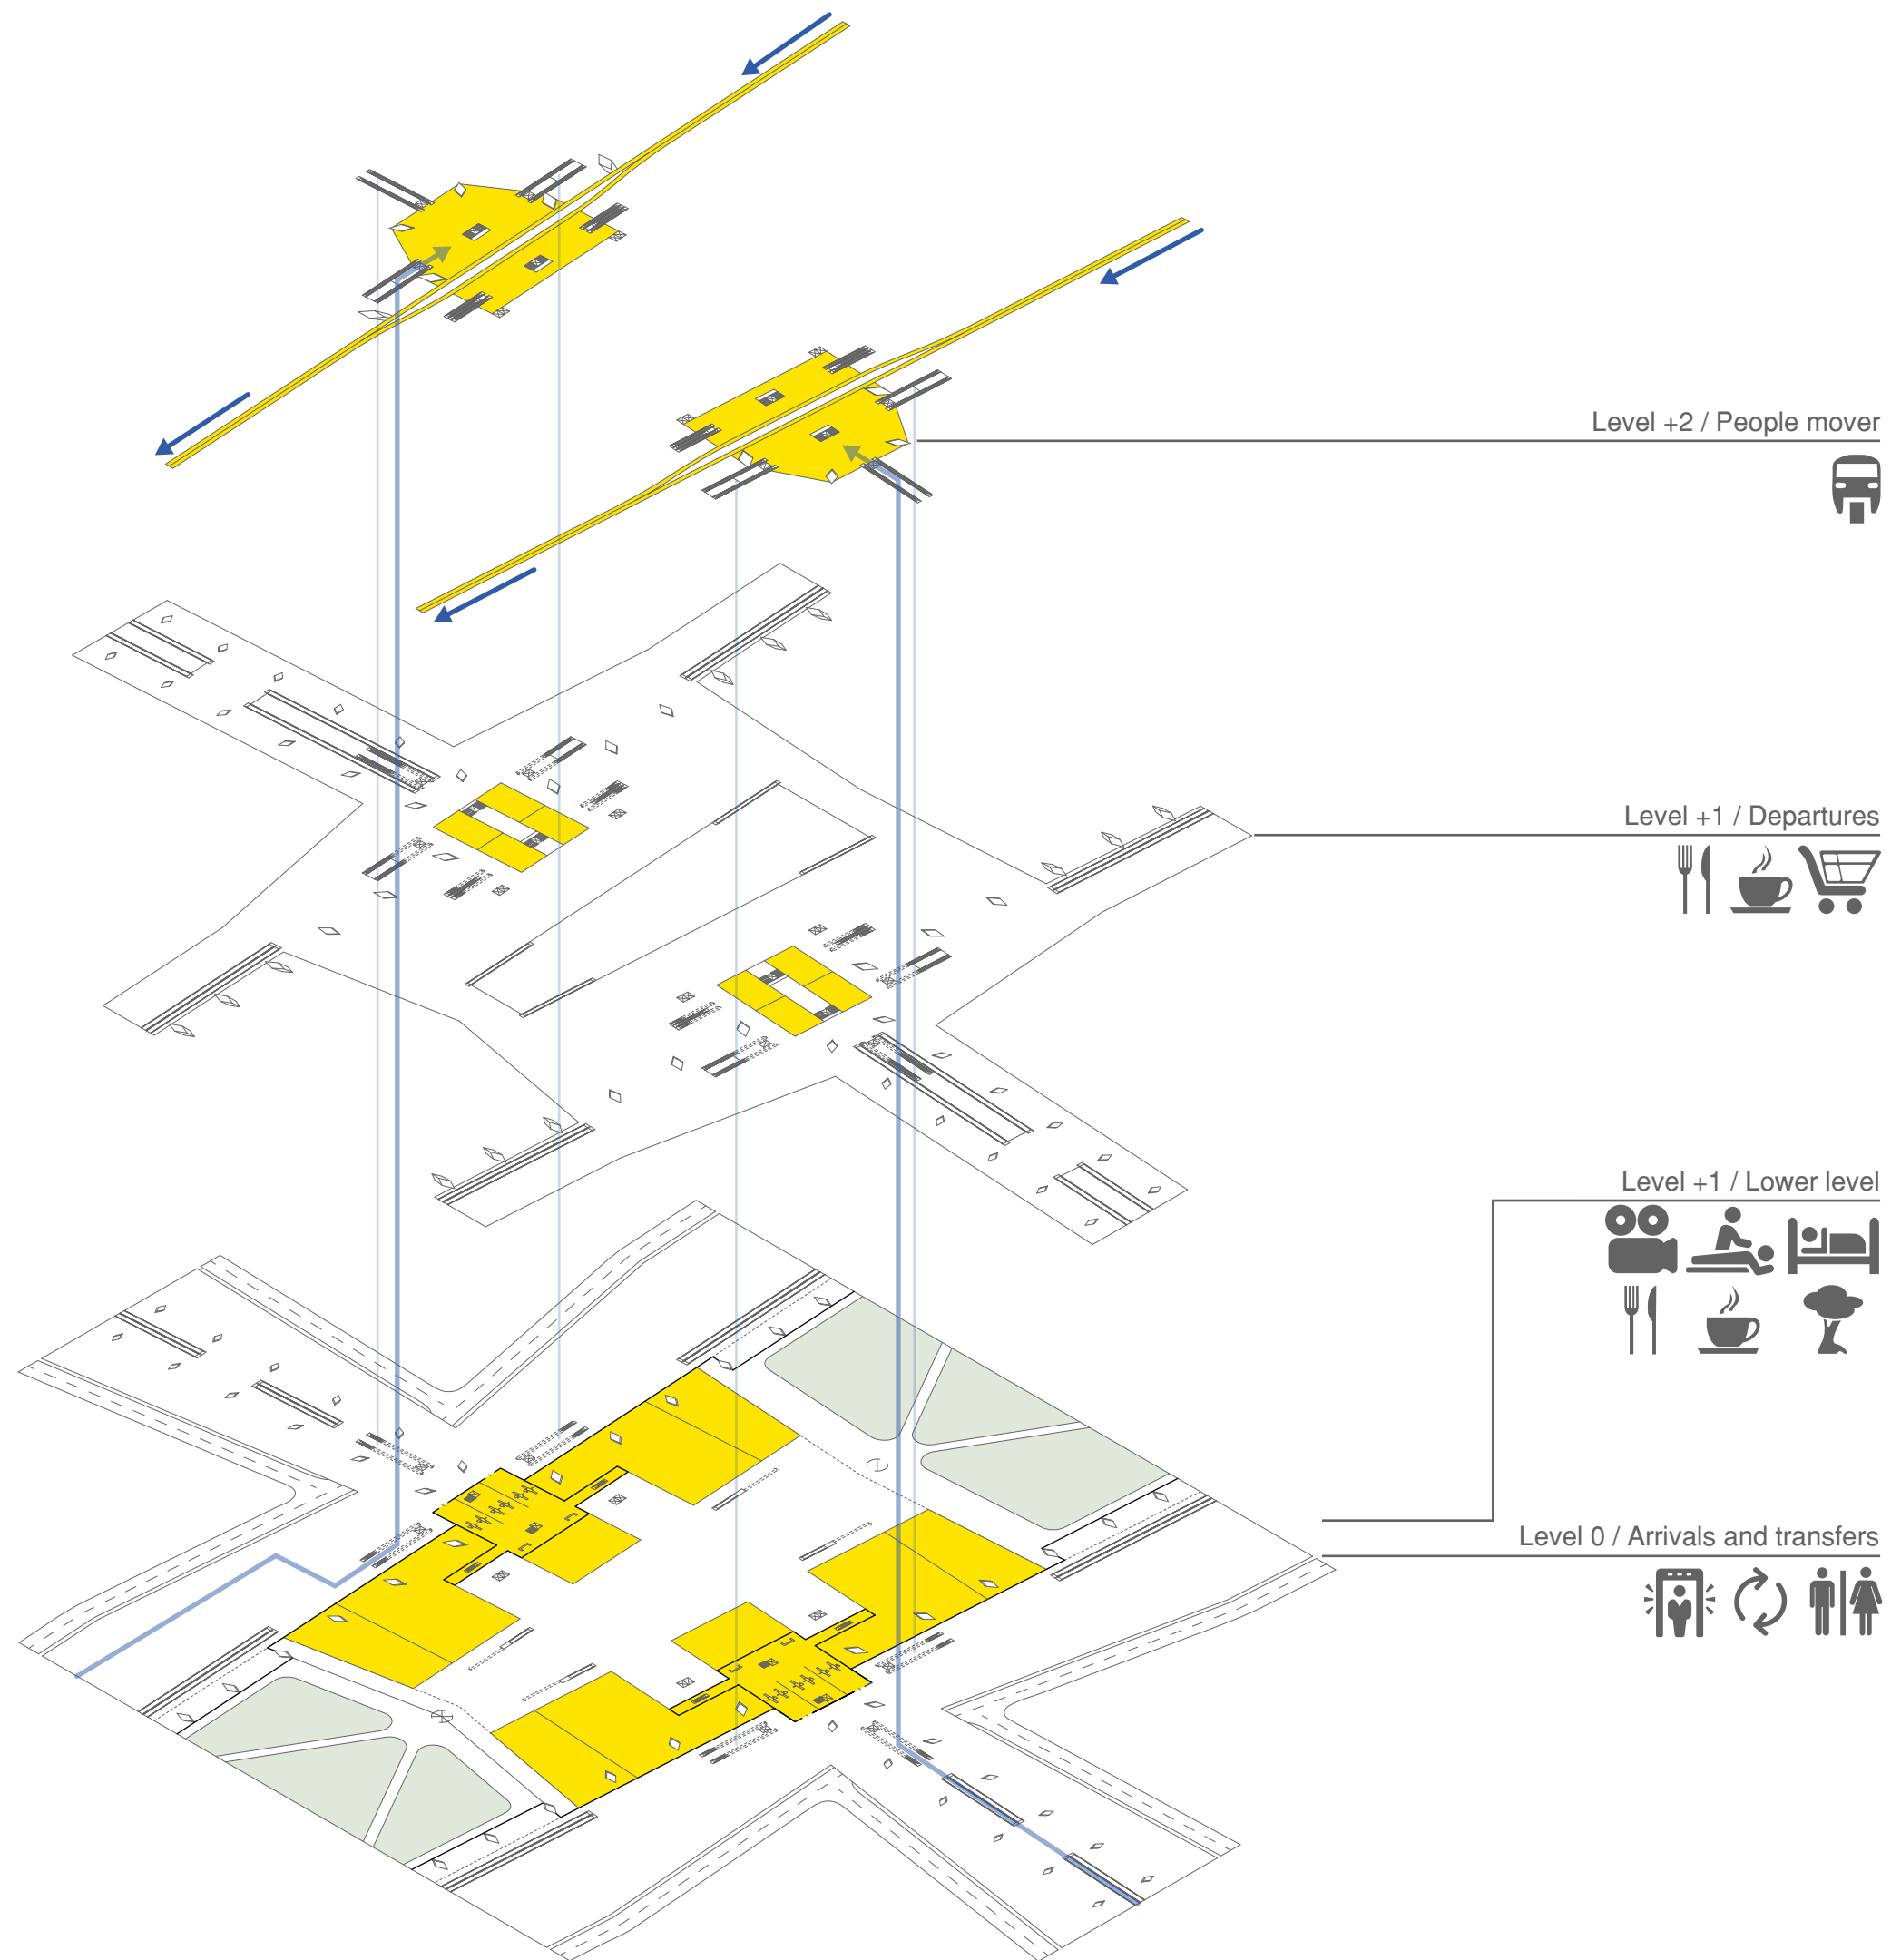 Level +2 / People mover
Level +1 / Departures
Level +1 / Lower level
Level 0 / Arrivals and transfers